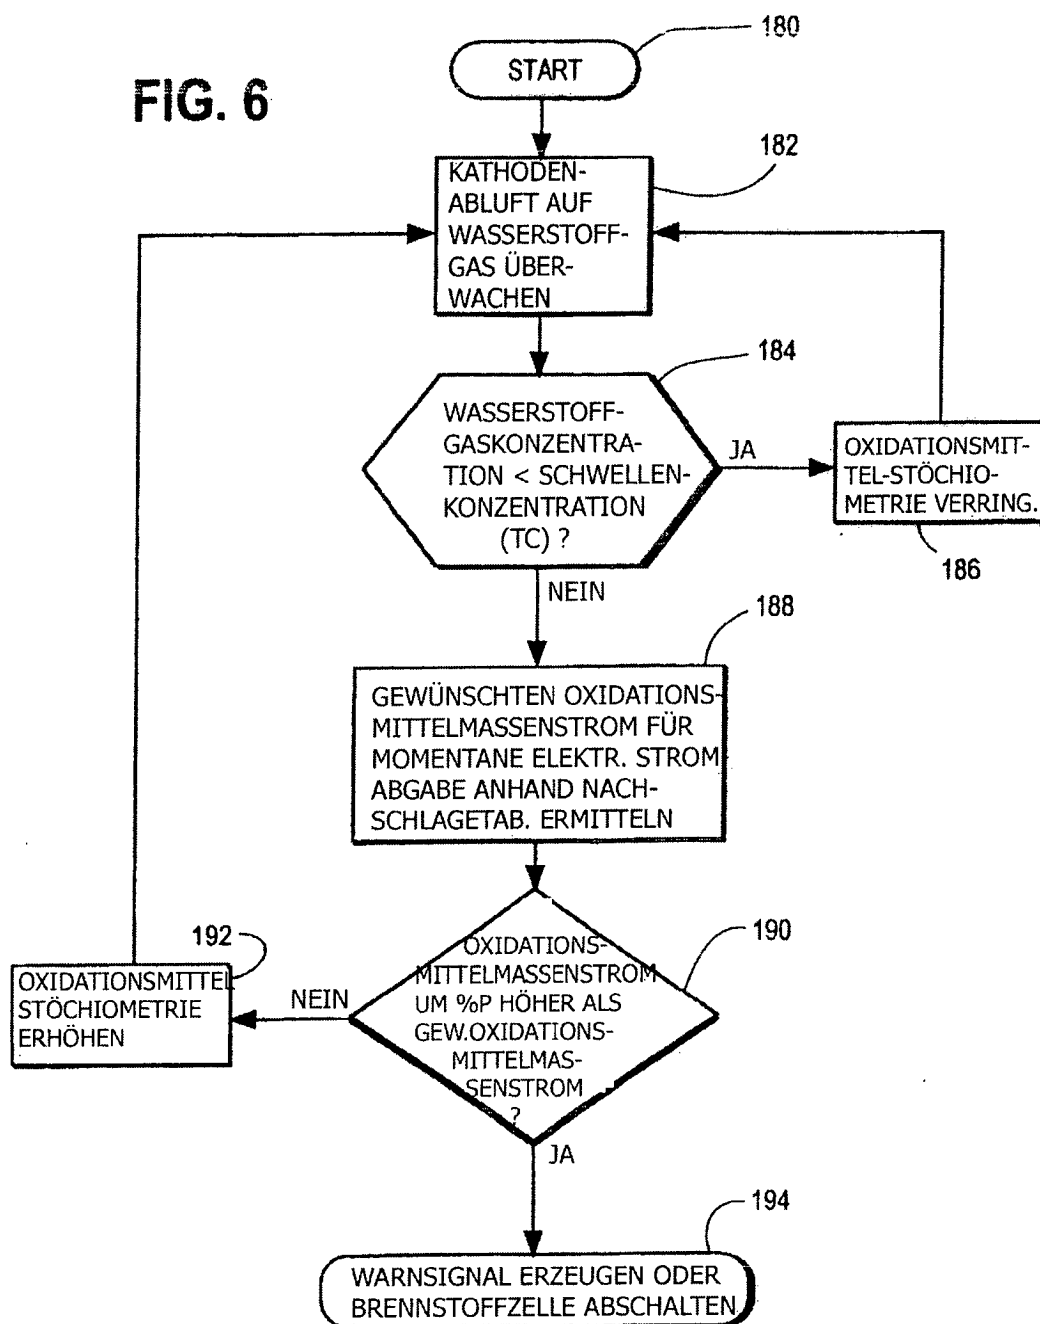 FIG. 6
START
180
KATHODEN-
ABLUFT AUF
WASSERSTOFF-
GAS ÜBER-
WACHEN
182
WASSERSTOFF-
GASKONZENTRA-
TION < SCHWELLEN-
KONZENTRATION
(TC) ?
184
JA
OXIDATIONSMIT-
TEL-STÖCHIO-
METRIE VERRING.
186
NEIN
188
GEWÜNSCHTEN OXIDATIONS-
MITTELMASSENSTROM FÜR
MOMENTANE ELEKTR. STROM
ABGABE ANHAND NACH-
SCHLAGETAB. ERMITTELN
OXIDATIONS-
MITTELMASSENSTROM
UM %P HÖHER ALS
GEW.OXIDATIONS-
MITTELMAS-
SENSTROM
?
190
NEIN
192
OXIDATIONSMITTEL
STÖCHIOMETRIE
ERHÖHEN
JA
194
WARNSIGNAL ERZEUGEN ODER
BRENNSTOFFZELLE ABSCHALTEN